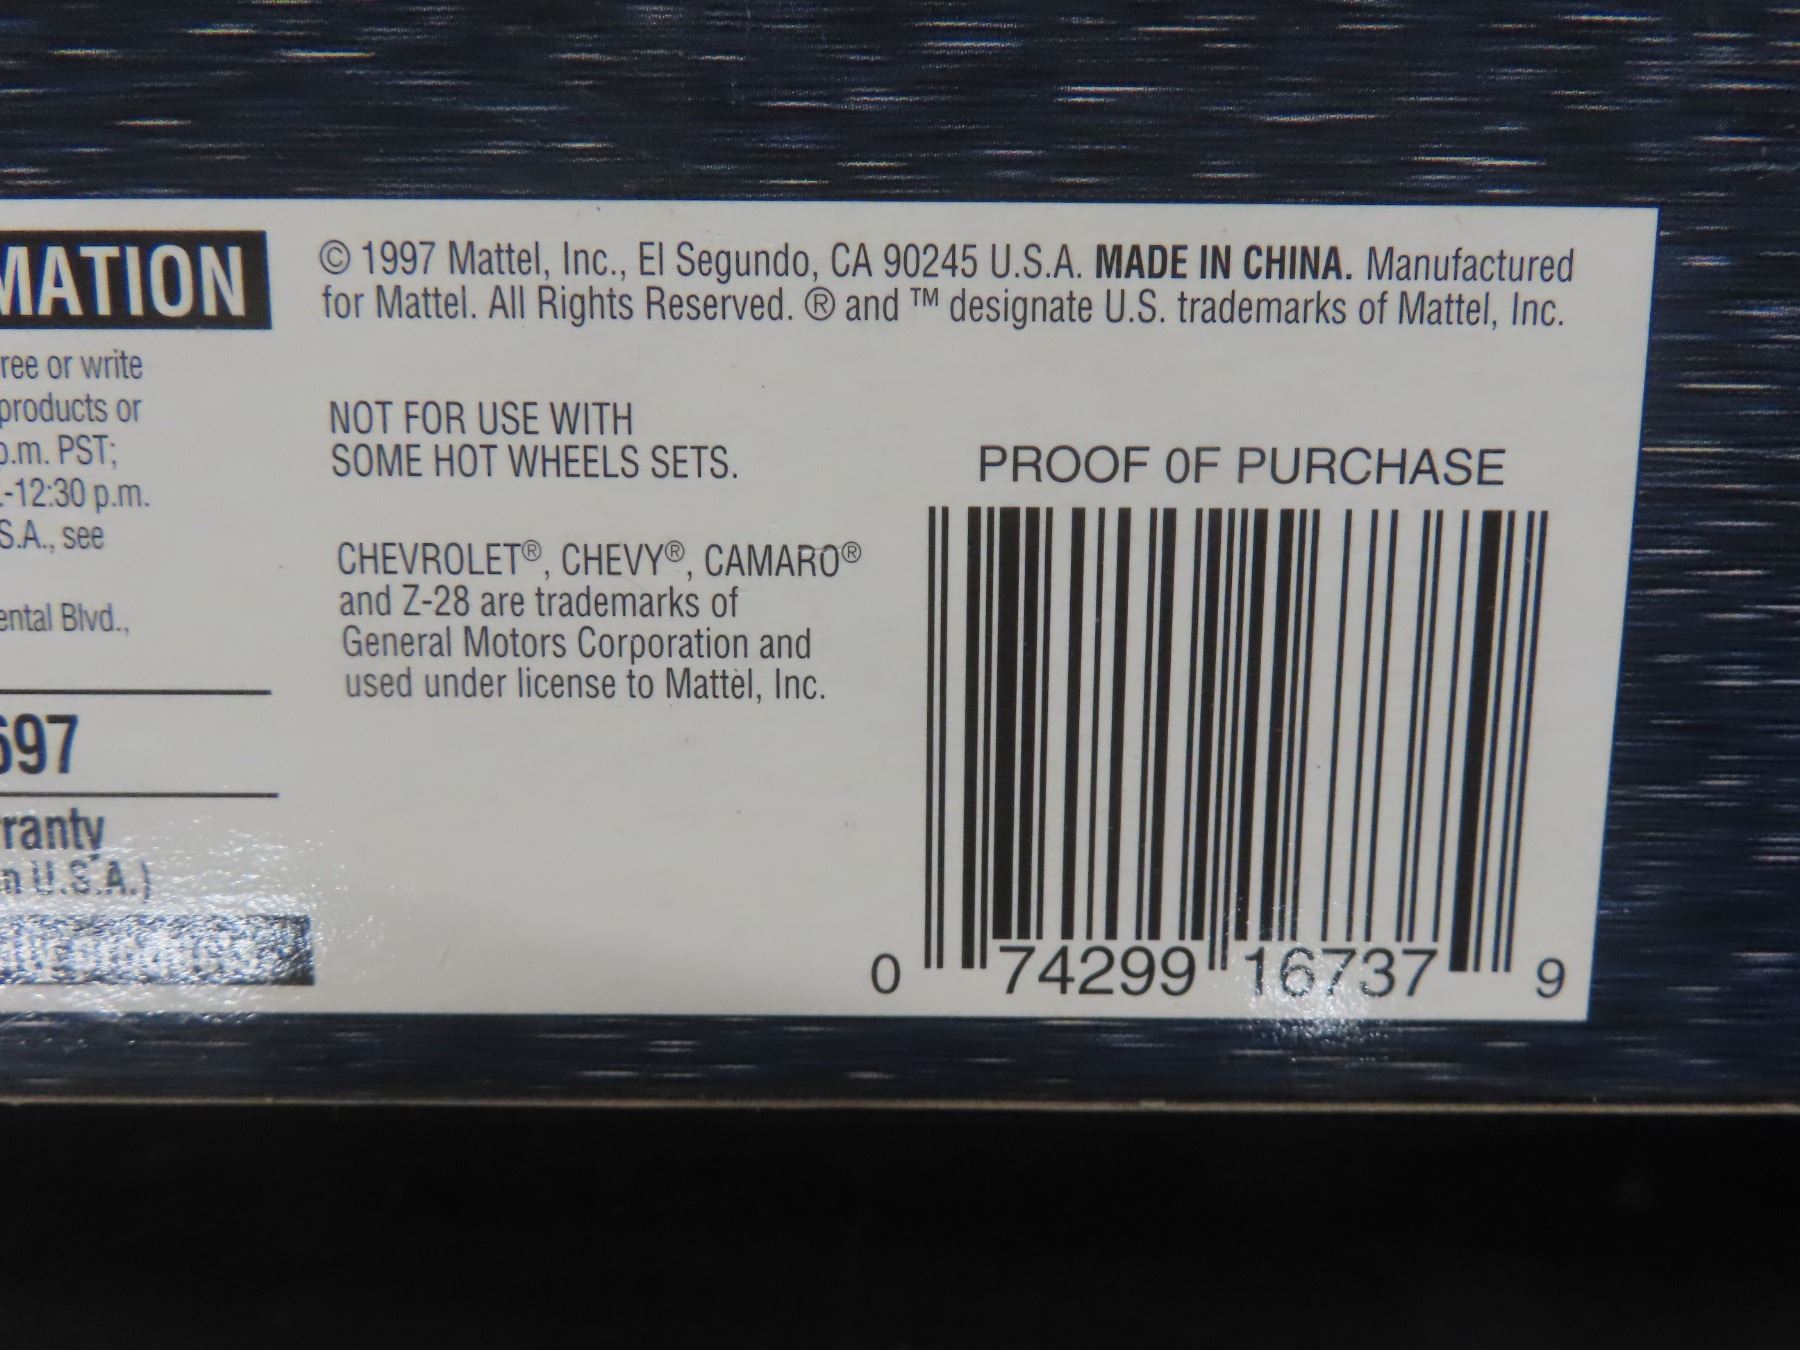 MATION
ree or write
products or
p.m. PST;
-12:30 p.m.
S.A., see
ental Blvd.,
697
rranty
n U.S.A.)
© 1997 Mattel, Inc., El Segundo, CA 90245 U.S.A. MADE IN CHINA. Manufactured
for Mattel. All Rights Reserved. ® and ™ designate U.S. trademarks of Mattel, Inc.
NOT FOR USE WITH
SOME HOT WHEELS SETS.
CHEVROLET®, CHEVY®, CAMARO®
and Z-28 are trademarks of
General Motors Corporation and
used under license to Mattel, Inc.
PROOF OF PURCHASE
0 74299 16737 9